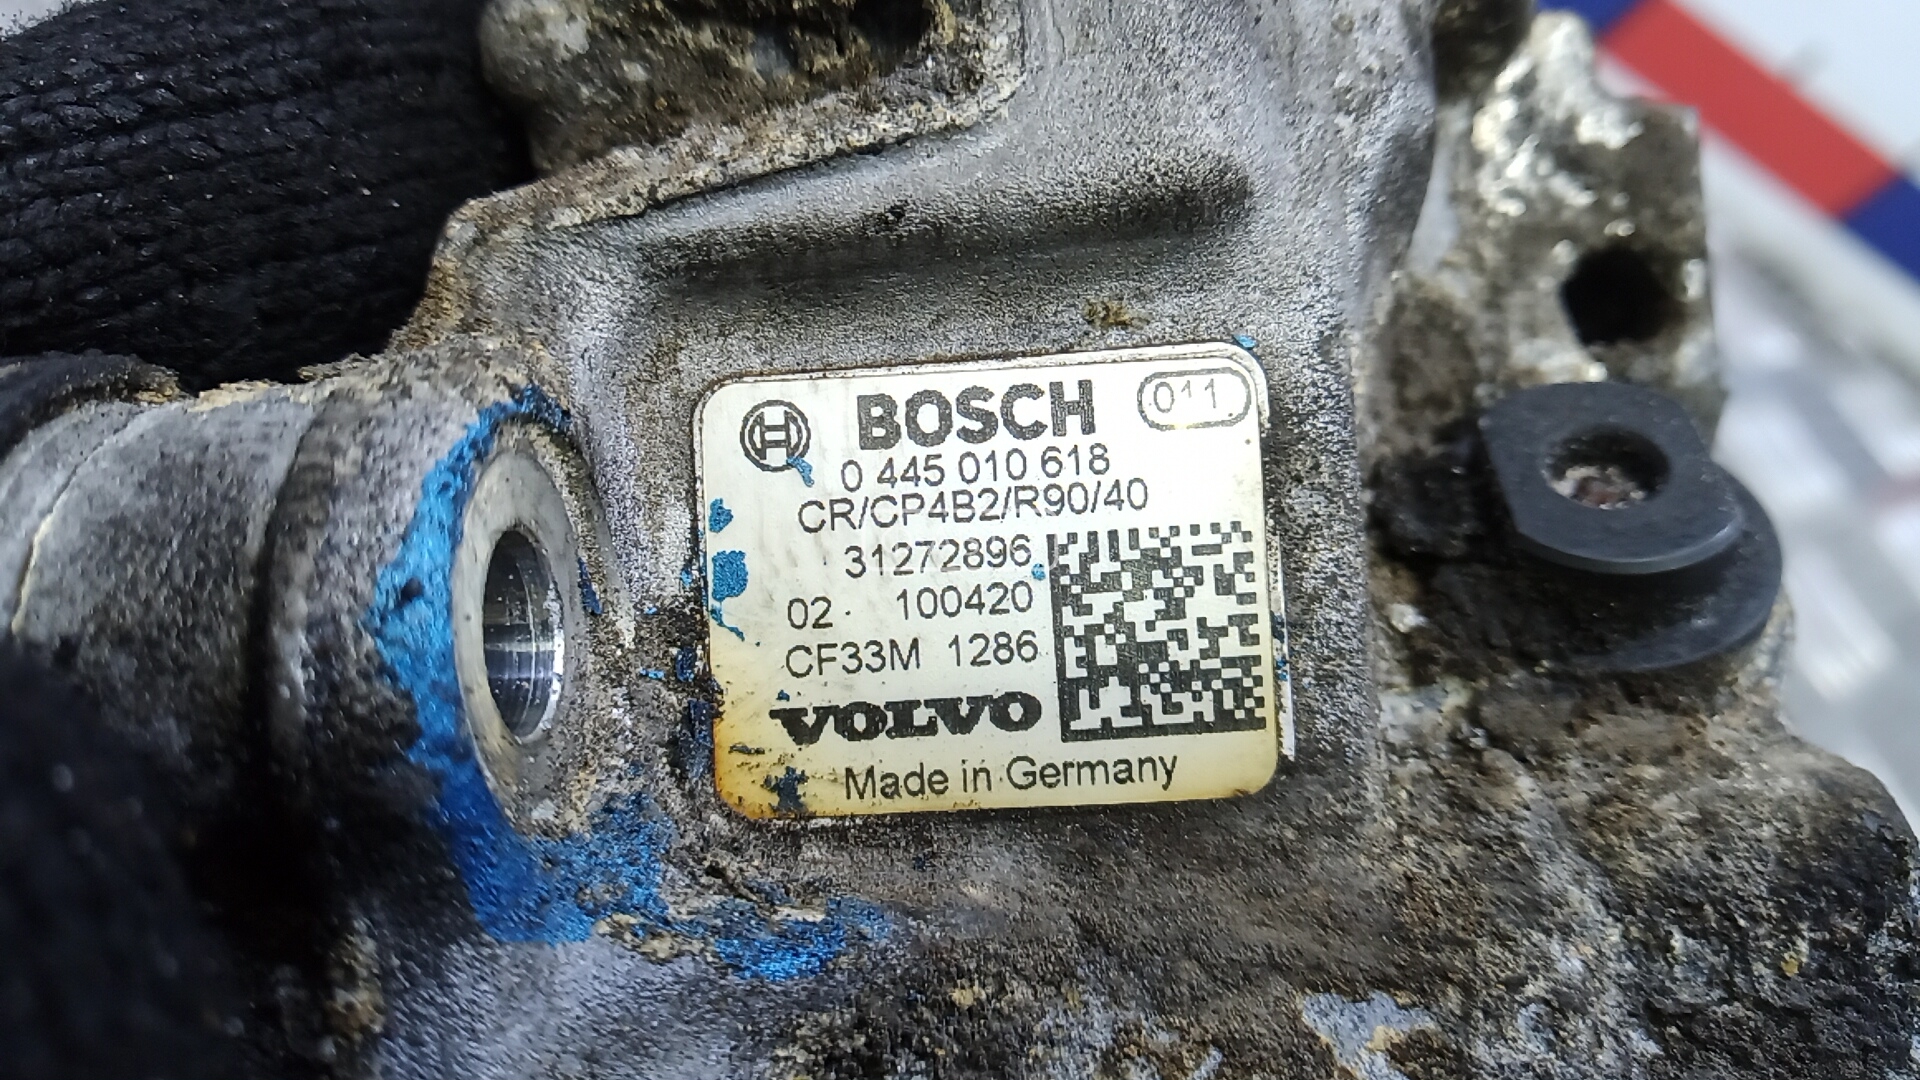 BOSCH 011
0 445 010 618
CR/CP4B2/R90/40
31272896
02 100420
CF33M 1286
VOLVO
Made in Germany